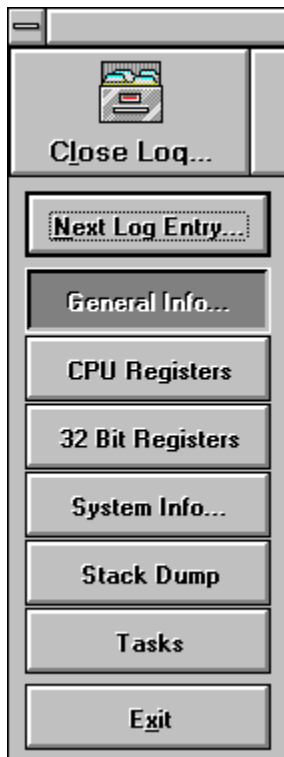 Close Log...
Next Log Entry...
General Info...
CPU Registers
32 Bit Registers
System Info...
Stack Dump
Tasks
Exit